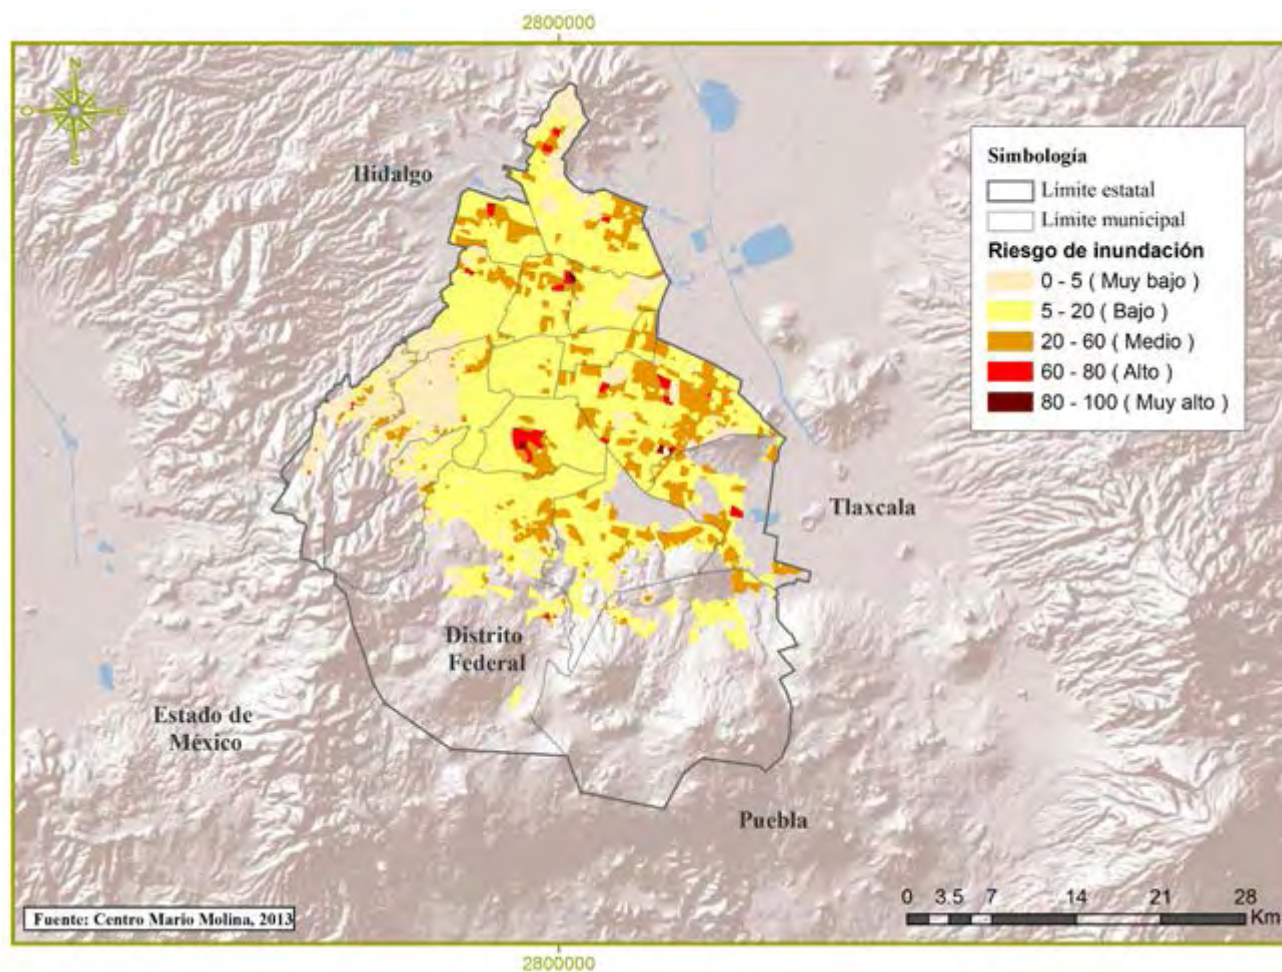 2800000
N
O
E
S
Hidalgo
Simbología
Límite estatal
Límite municipal
Riesgo de inundación
0 - 5 ( Muy bajo )
5 - 20 ( Bajo )
20 - 60 ( Medio )
60 - 80 ( Alto )
80 - 100 ( Muy alto )
Tlaxcala
Distrito
Federal
Estado de
México
Puebla
0 3.5 7 14 21 28
Km
Fuente: Centro Mario Molina, 2013
2800000